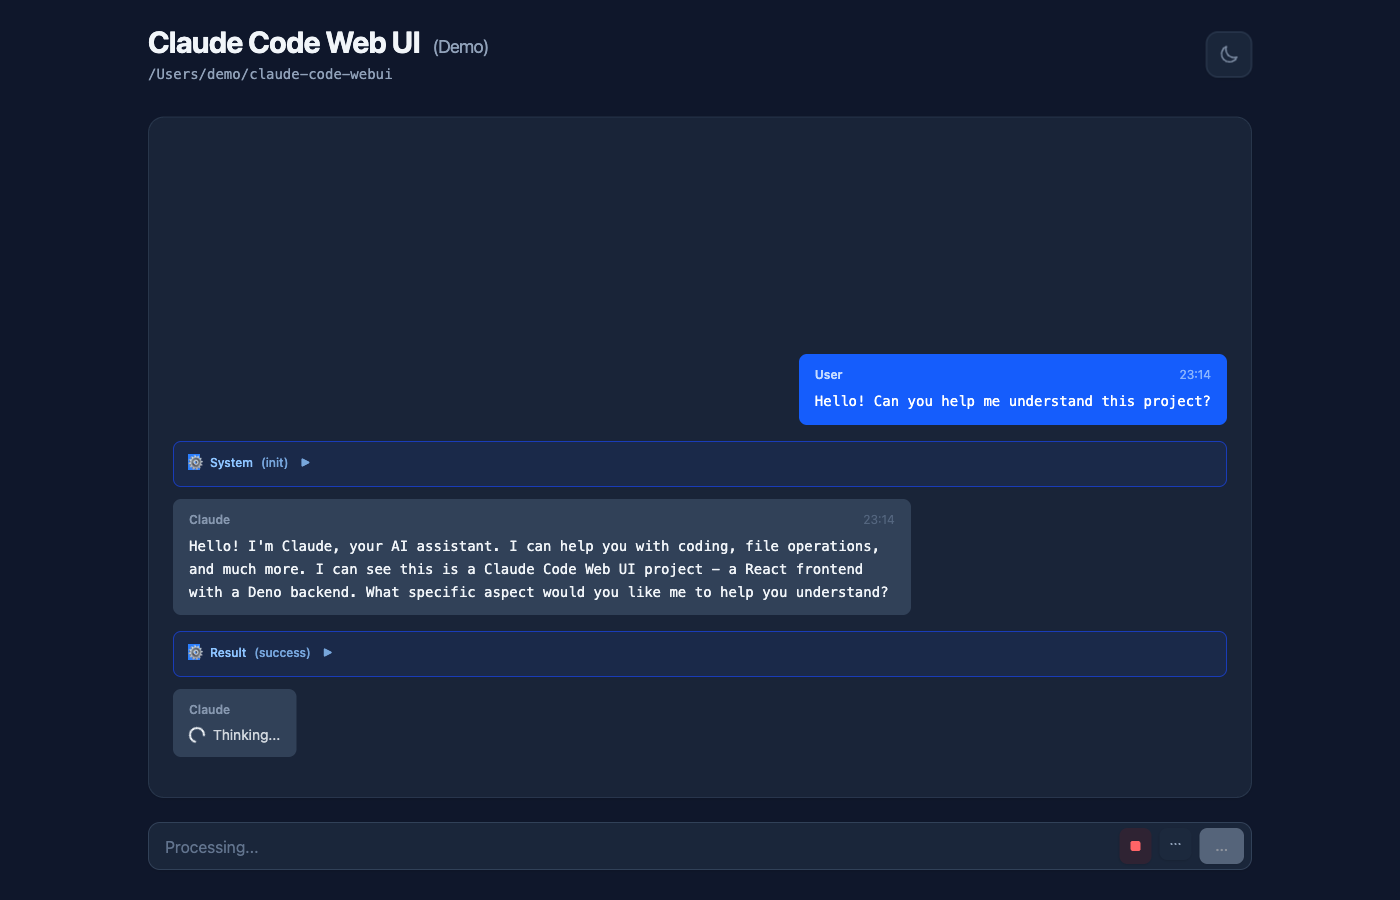 Claude Code Web UI (Demo)
/Users/demo/claude-code-webui
User 23:14
Hello! Can you help me understand this project?
System (init)
Claude 23:14
Hello! I'm Claude, your AI assistant. I can help you with coding, file operations,
and much more. I can see this is a Claude Code Web UI project – a React frontend
with a Deno backend. What specific aspect would you like me to help you understand?
Result (success)
Claude
Thinking...
Processing...
...
...